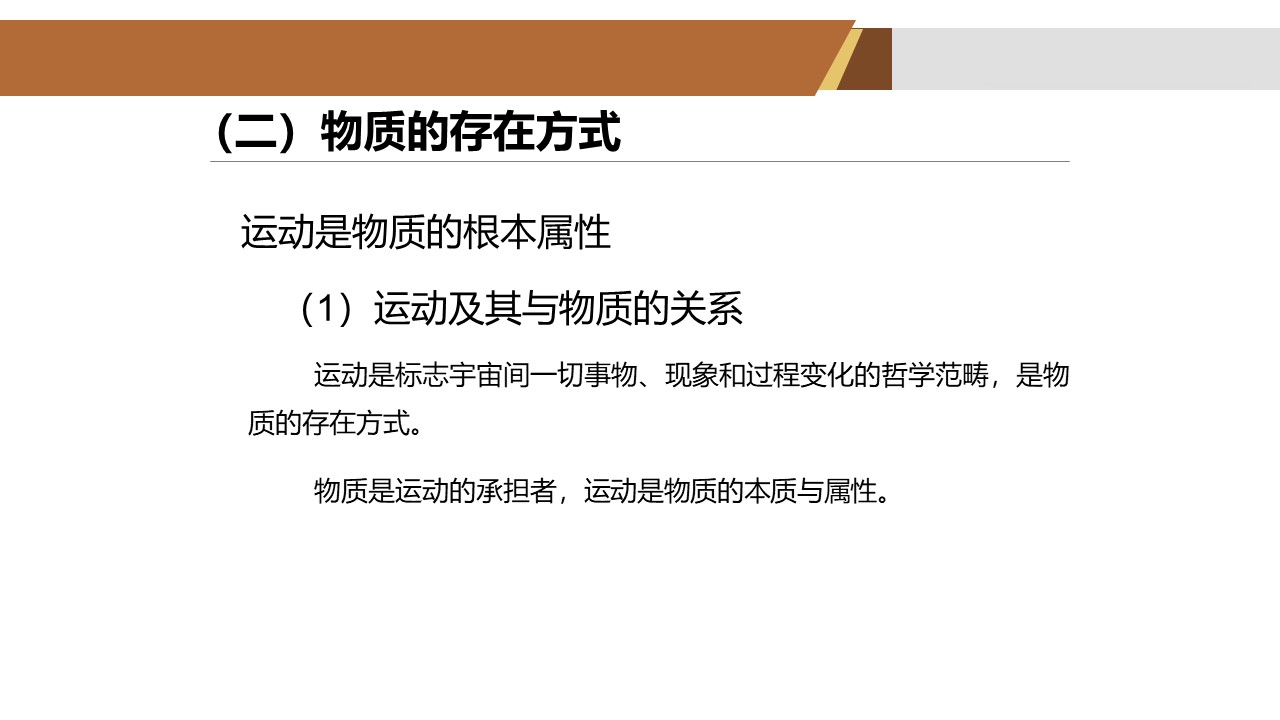 （二）物质的存在方式
运动是物质的根本属性
（1）运动及其与物质的关系
运动是标志宇宙间一切事物、现象和过程变化的哲学范畴，是物
质的存在方式。
物质是运动的承担者，运动是物质的本质与属性。